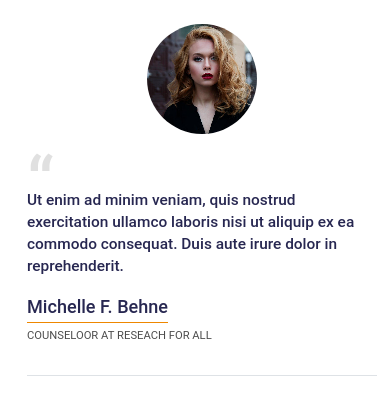 “
Ut enim ad minim veniam, quis nostrud
exercitation ullamco laboris nisi ut aliquip ex ea
commodo consequat. Duis aute irure dolor in
reprehenderit.
Michelle F. Behne
COUNSELOOR AT RESEACH FOR ALL